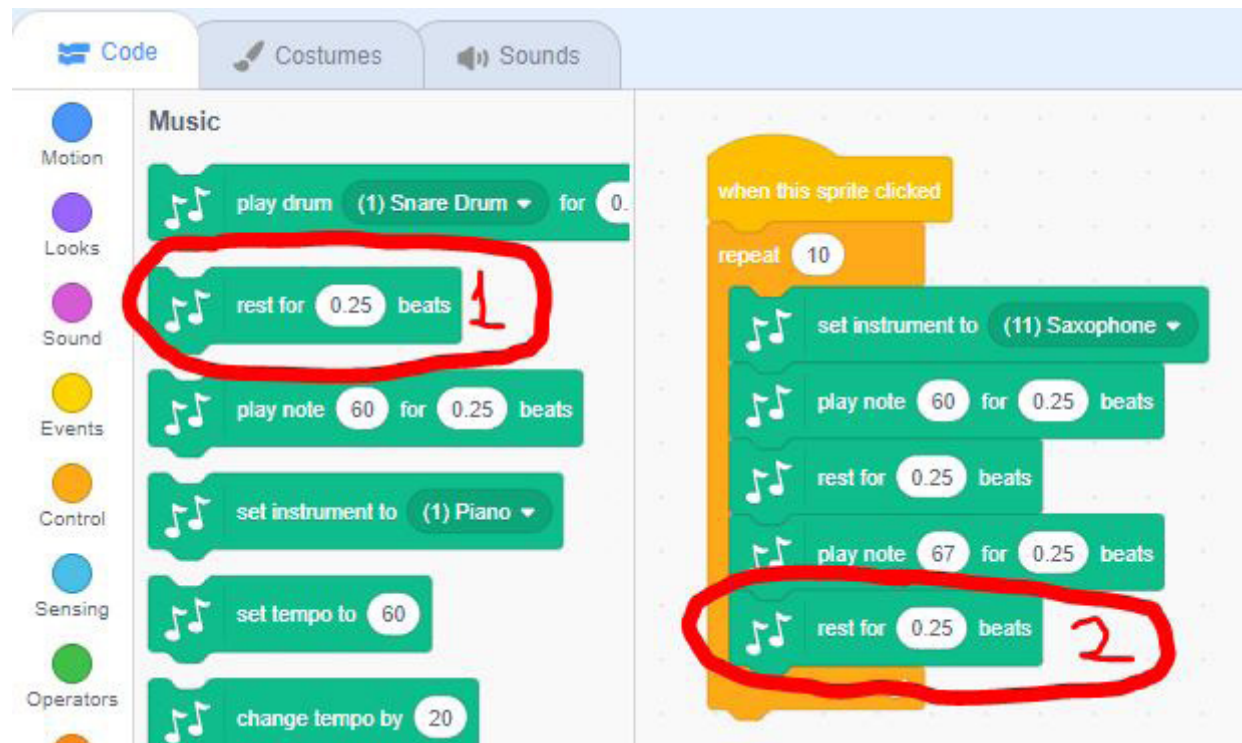 Code
Costumes
Sounds
Motion
Looks
Sound
Events
Control
Sensing
Operators
Music
play drum (1) Snare Drum for 0.
rest for 0.25 beats 1
play note 60 for 0.25 beats
set instrument to (1) Piano
set tempo to 60
change tempo by 20
when this sprite clicked
repeat 10
set instrument to (11) Saxophone
play note 60 for 0.25 beats
rest for 0.25 beats
play note 67 for 0.25 beats
rest for 0.25 beats 2